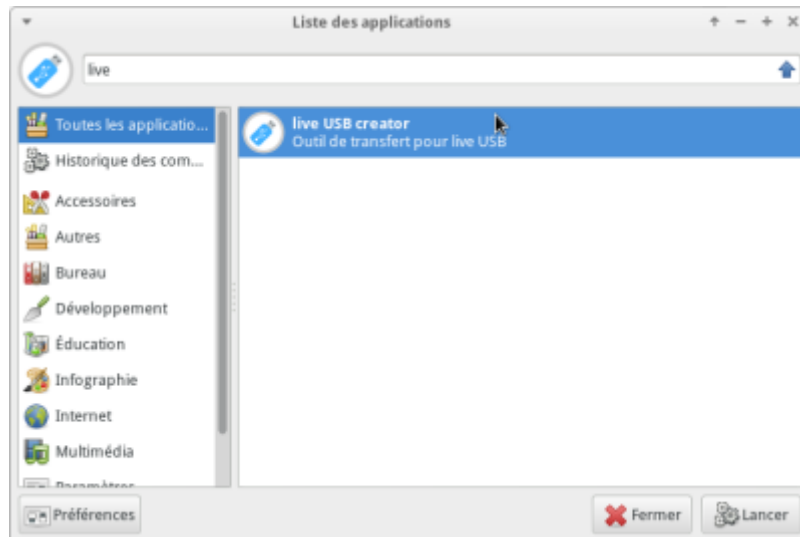 Liste des applications
live
Toutes les applicatio...
Historique des com...
Accessoires
Autres
Bureau
Développement
Éducation
Infographie
Internet
Multimédia
Paramètres
live USB creator
Outil de transfert pour live USB
Préférences
Fermer
Lancer